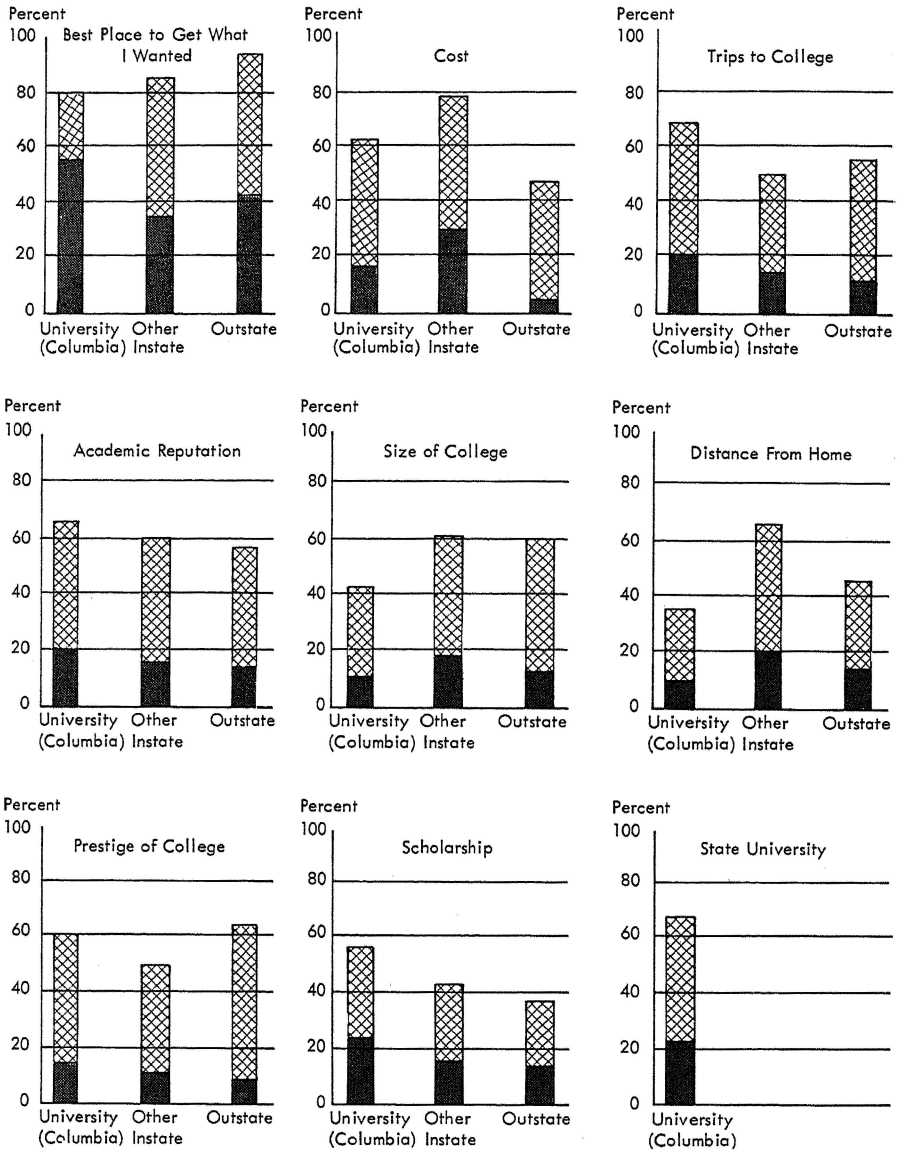 Percent
100
Best Place to Get What
I Wanted
80
60
40
20
0
University Other Outstate
(Columbia) Instate
Percent
100
Cost
80
60
40
20
0
University Other Outstate
(Columbia) Instate
Percent
100
Trips to College
80
60
40
20
0
University Other Outstate
(Columbia) Instate
Percent
100
Academic Reputation
80
60
40
20
0
University Other Outstate
(Columbia) Instate
Percent
100
Size of College
80
60
40
20
0
University Other Outstate
(Columbia) Instate
Percent
100
Distance From Home
80
60
40
20
0
University Other Outstate
(Columbia) Instate
Percent
100
Prestige of College
80
60
40
20
0
University Other Outstate
(Columbia) Instate
Percent
100
Scholarship
80
60
40
20
0
University Other Outstate
(Columbia) Instate
Percent
100
State University
80
60
40
20
0
University
(Columbia)